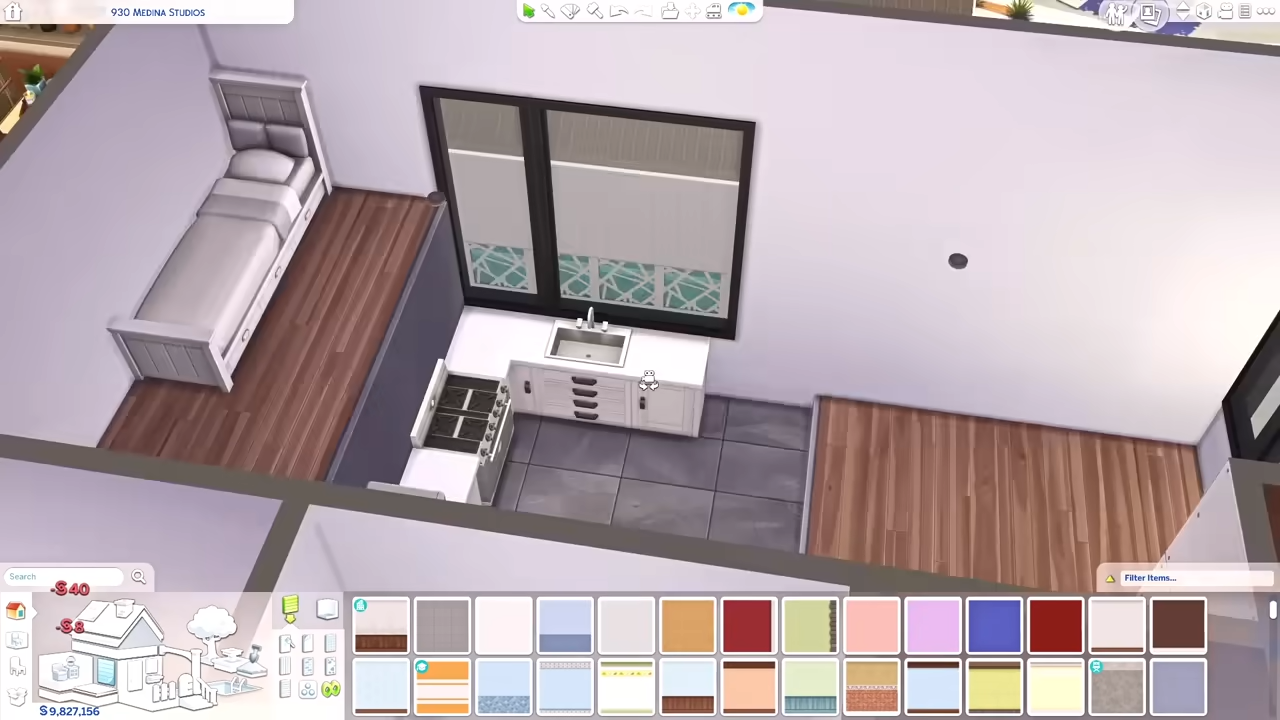 930 MEDINA STUDIOS
Search
-§40
-§8
Filter Items...
§9,827,156